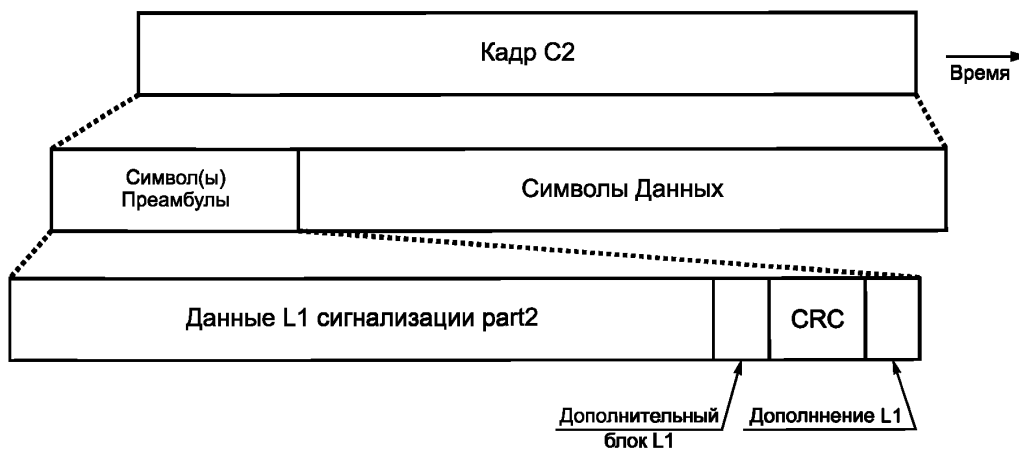 Кадр С2
Время
Символ(ы)
Преамбулы
Символы Данных
Данные L1 сигнализации part2
CRC
Дополнительный
блок L1
Дополннение L1